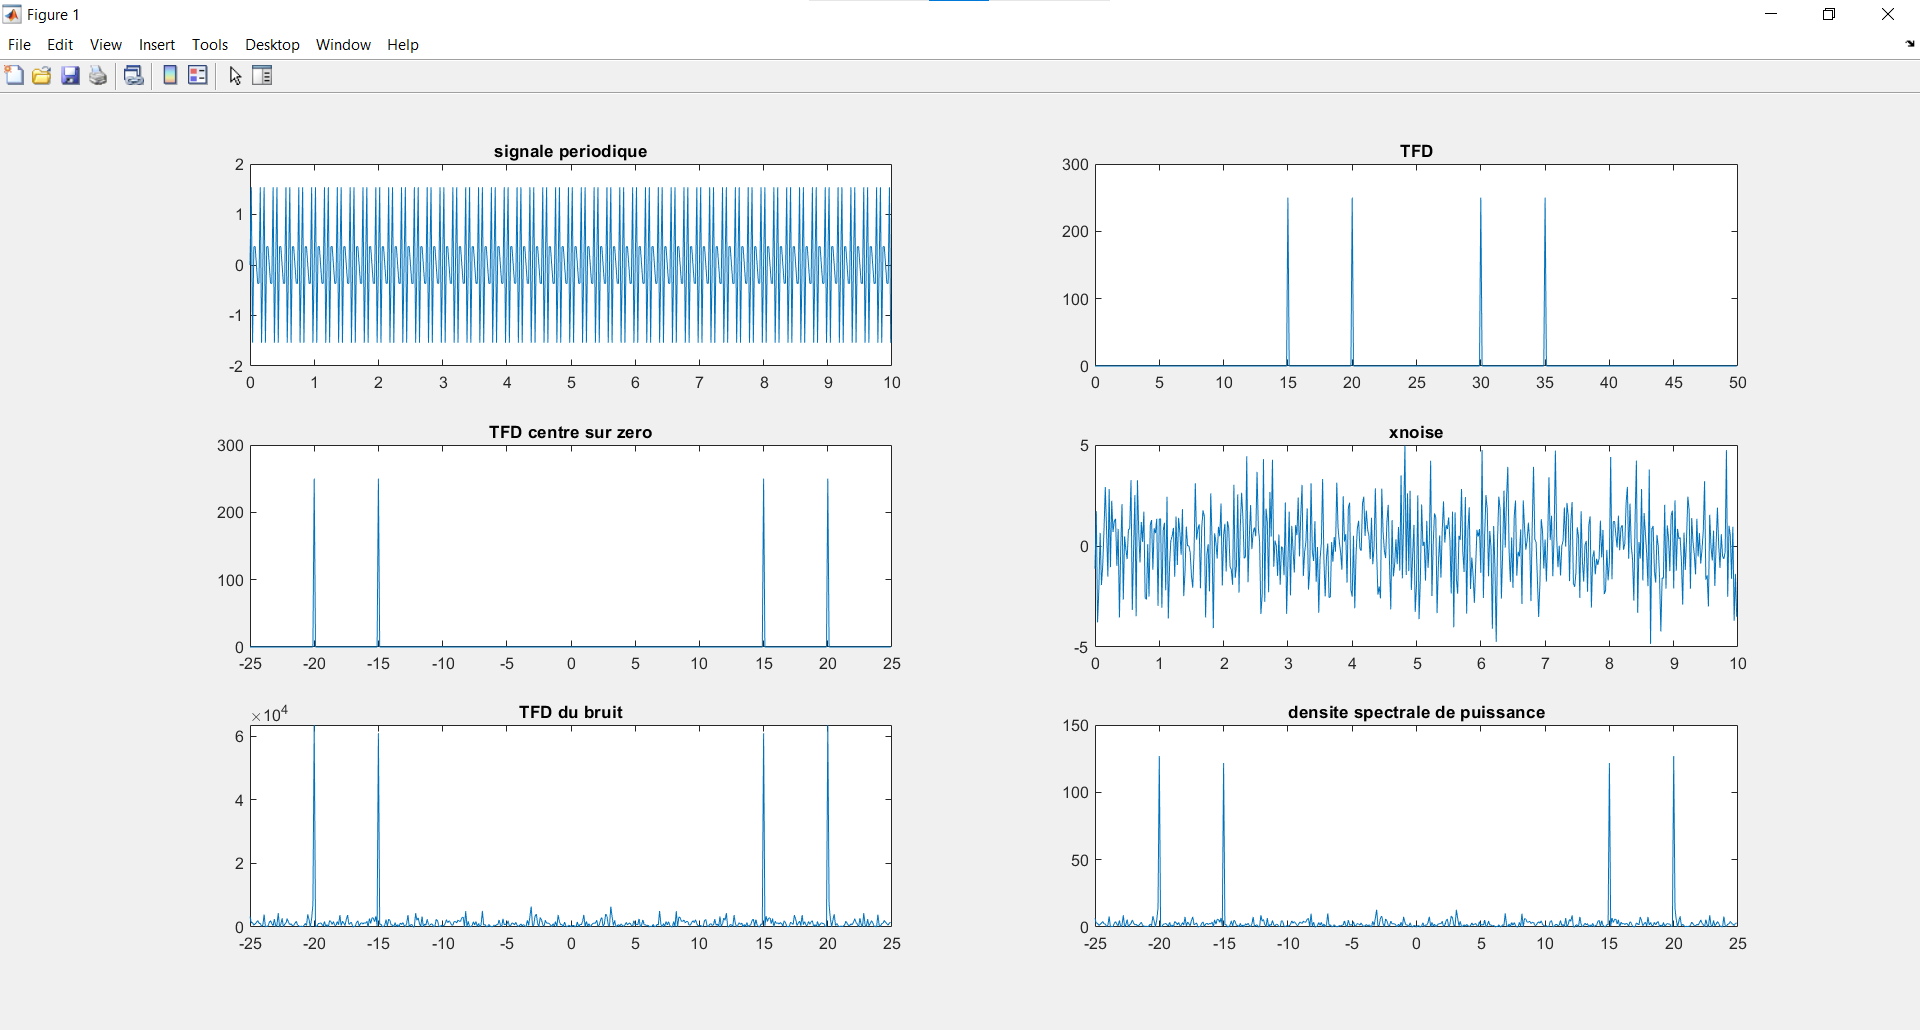 Figure 1
File Edit View Insert Tools Desktop Window Help
signale periodique
2
1
0
-1
-2
0 1 2 3 4 5 6 7 8 9 10
TFD
300
200
100
0
0 5 10 15 20 25 30 35 40 45 50
TFD centre sur zero
300
200
100
0
-25 -20 -15 -10 -5 0 5 10 15 20 25
xnoise
5
0
-5
0 1 2 3 4 5 6 7 8 9 10
TFD du bruit
×10⁴
6
4
2
0
-25 -20 -15 -10 -5 0 5 10 15 20 25
densite spectrale de puissance
150
100
50
0
-25 -20 -15 -10 -5 0 5 10 15 20 25